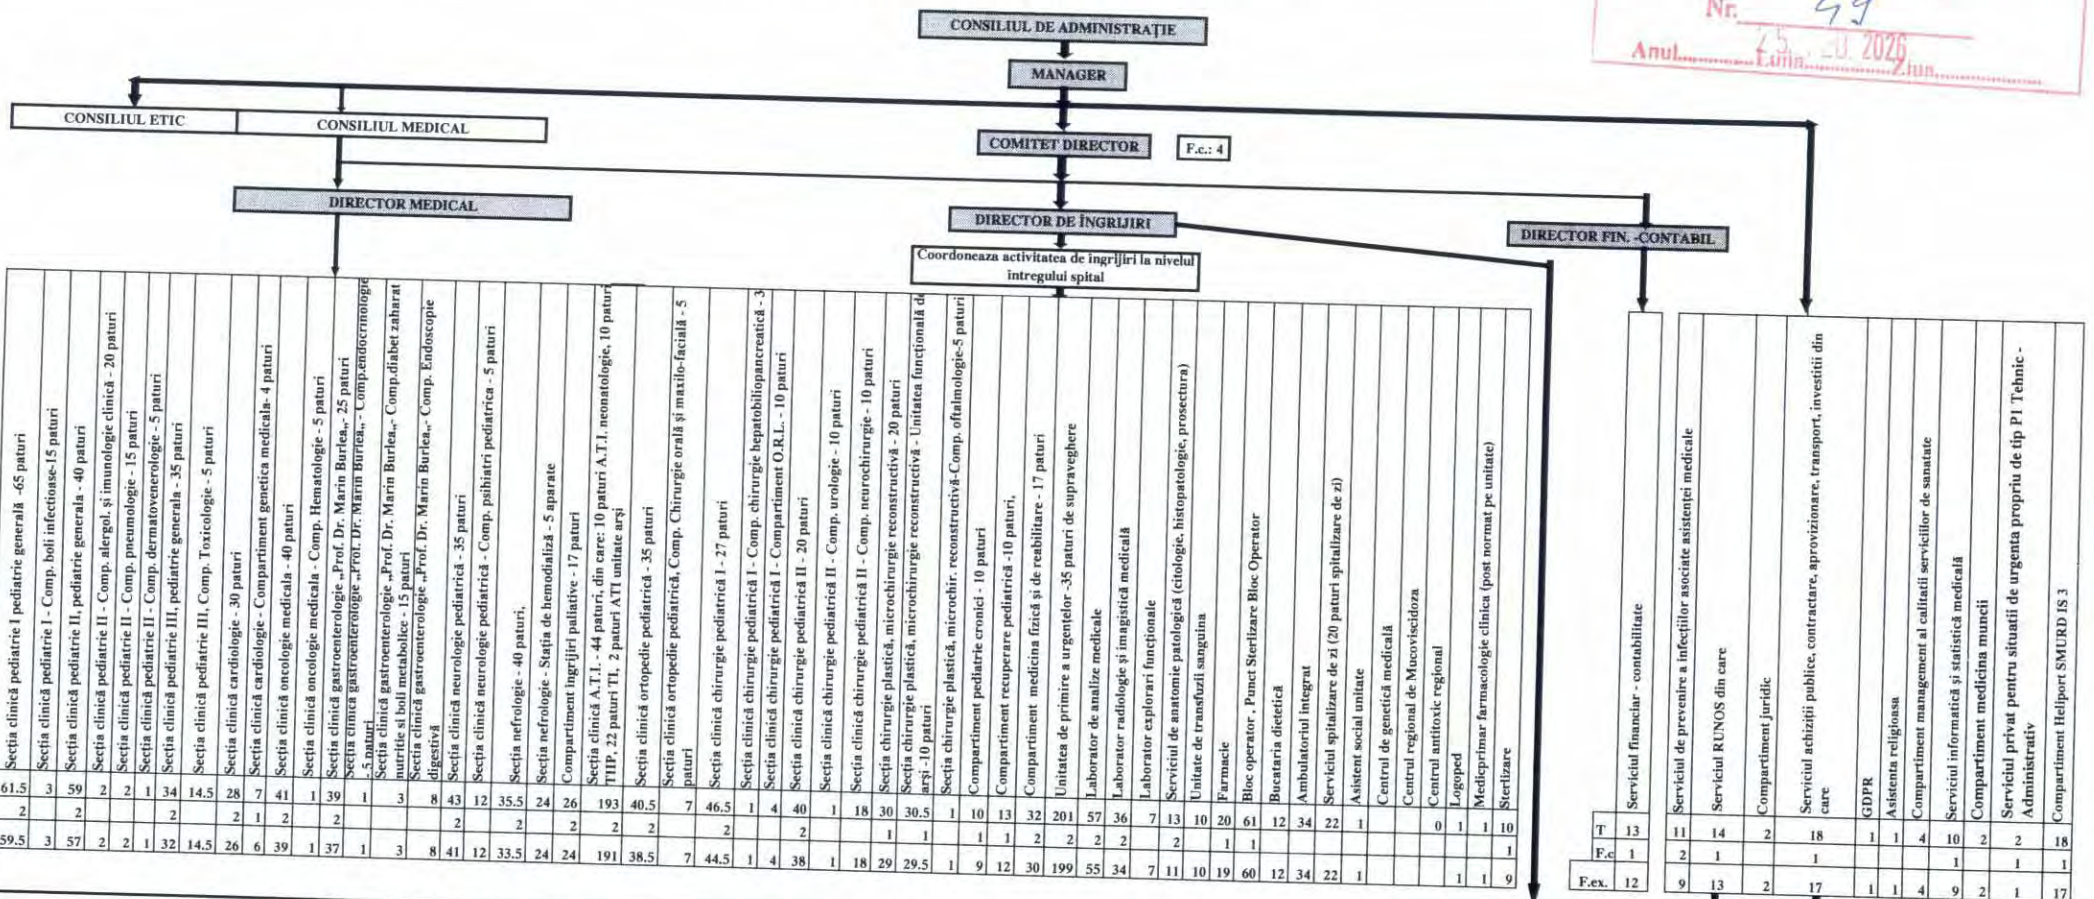 Nr. 49
Anul Luna 2026 Ziua
CONSILIUL DE ADMINISTRAŢIE
MANAGER
CONSILIUL ETIC
CONSILIUL MEDICAL
COMITET DIRECTOR
F.c.: 4
DIRECTOR MEDICAL
DIRECTOR DE ÎNGRIJIRI
DIRECTOR FIN. -CONTABIL
Coordoneaza activitatea de îngrijiri la nivelul
intregului spital
Secția clinică pediatrie I pediatrie generală -65 paturi
Secția clinică pediatrie I - Comp. boli infectioase-15 paturi
Secția clinică pediatrie II, pediatrie generala - 40 paturi
Secția clinică pediatrie II - Comp. alergol. și imunologie clinică - 20 paturi
Secția clinică pediatrie II - Comp. pneumologie - 15 paturi
Secția clinică pediatrie II - Comp. dermatovenerologie - 5 paturi
Secția clinică pediatrie III, pediatrie generala - 35 paturi
Secția clinică pediatrie III, Comp. Toxicologie - 5 paturi
Secția clinică cardiologie - 30 paturi
Secția clinică cardiologie - Compartiment genetica medicala- 4 paturi
Secția clinică oncologie medicala - 40 paturi
Secția clinică oncologie medicala - Comp. Hematologie - 5 paturi
Secția clinică gastroenterologie „Prof. Dr. Marin Burlea„- 25 paturi
Secția clinică gastroenterologie „Prof. Dr. Marin Burlea„ - Comp.endocrinologie
- 5 paturi
Secția clinică gastroenterologie „Prof. Dr. Marin Burlea„- Comp.diabet zaharat
nutritie si boli metabolice - 15 paturi
Secția clinică gastroenterologie „Prof. Dr. Marin Burlea„- Comp. Endoscopie
digestivă
Secția clinică neurologie pediatrică - 35 paturi
Secția clinică neurologie pediatrică - Comp. psihiatri pediatrica - 5 paturi
Secția nefrologie - 40 paturi,
Secția nefrologie - Stația de hemodializă - 5 aparate
Compartiment îngrijiri paliative - 17 paturi
Secția clinică A.T.I. - 44 paturi, din care: 10 paturi A.T.I. neonatologie, 10 paturi
TIIP, 22 paturi TI, 2 paturi ATI unitate arși
Secția clinică ortopedie pediatrică - 35 paturi
Secția clinică ortopedie pediatrică, Comp. Chirurgie orală și maxilo-facială - 5
paturi
Secția clinică chirurgie pediatrică I - 27 paturi
Secția clinică chirurgie pediatrică I - Comp. chirurgie hepatobiliopancreatică - 3
Secția clinică chirurgie pediatrică I - Compartiment O.R.L. - 10 paturi
Secția clinică chirurgie pediatrică II - 20 paturi
Secția clinică chirurgie pediatrică II - Comp. urologie - 10 paturi
Secția clinică chirurgie pediatrică II - Comp. neurochirurgie - 10 paturi
Secția chirurgie plastică, microchirurgie reconstructivă - 20 paturi
Secția chirurgie plastică, microchirurgie reconstructivă - Unitatea funcțională de
arși -10 paturi
Secția chirurgie plastică, microchir. reconstructivă-Comp. oftalmologie-5 paturi
Compartiment pediatrie cronici - 10 paturi
Compartiment recuperare pediatrică -10 paturi,
Compartiment medicina fizică și de reabilitare - 17 paturi
Unitatea de primire a urgențelor -35 paturi de supraveghere
Laborator de analize medicale
Laborator radiologie și imagistică medicală
Laborator explorari funcționale
Serviciul de anatomie patologică (citologie, histopatologie, prosectura)
Unitate de transfuzii sanguina
Farmacie
Bloc operator , Punct Sterlizare Bloc Operator
Bucataria dietetică
Ambulatoriul integrat
Serviciul spitalizare de zi (20 paturi spitalizare de zi)
Asistent social unitate
Centrul de genetică medicală
Centrul regional de Mucoviscidoza
Centrul antitoxic regional
Logoped
Medicprimar farmacologie clinica (post normat pe unitate)
Sterlizare
61.5 3 59 2 2 1 34 14.5 28 7 41 1 39 1 3 8 43 12 35.5 24 26 193 40.5 7 46.5 1 4 40 1 18 30 30.5 1 10 13 32 201 57 36 7 13 10 20 61 12 34 22 1 0 1 1 10
2 2 2 2 1 2 2 2 2 2 2 2 2 2 1 1 1 1 2 2 2 2 2 1 1 1
59.5 3 57 2 2 1 32 14.5 26 6 39 1 37 1 3 8 41 12 33.5 24 24 191 38.5 7 44.5 1 4 38 1 18 29 29.5 1 9 12 30 199 55 34 7 11 10 19 60 12 34 22 1 1 1 9
Serviciul financiar - contabilitate
Serviciul de prevenire a infecțiilor asociate asistenței medicale
Serviciul RUNOS din care
Compartiment juridic
Serviciul achiziții publice, contractare, aprovizionare, transport, investitii din
care
GDPR
Asistenta religioasa
Compartiment management al calitatii serviciilor de sanatate
Serviciul informatică și statistică medicală
Compartiment medicina muncii
Serviciul privat pentru situatii de urgenta propriu de tip P1 Tehnic -
Administrativ
Compartiment Heliport SMURD IS 3
T 13 11 14 2 18 1 1 4 10 2 2 18
F.c 1 2 1 1 1 1 1
F.ex. 12 9 13 2 17 1 1 4 9 2 1 17